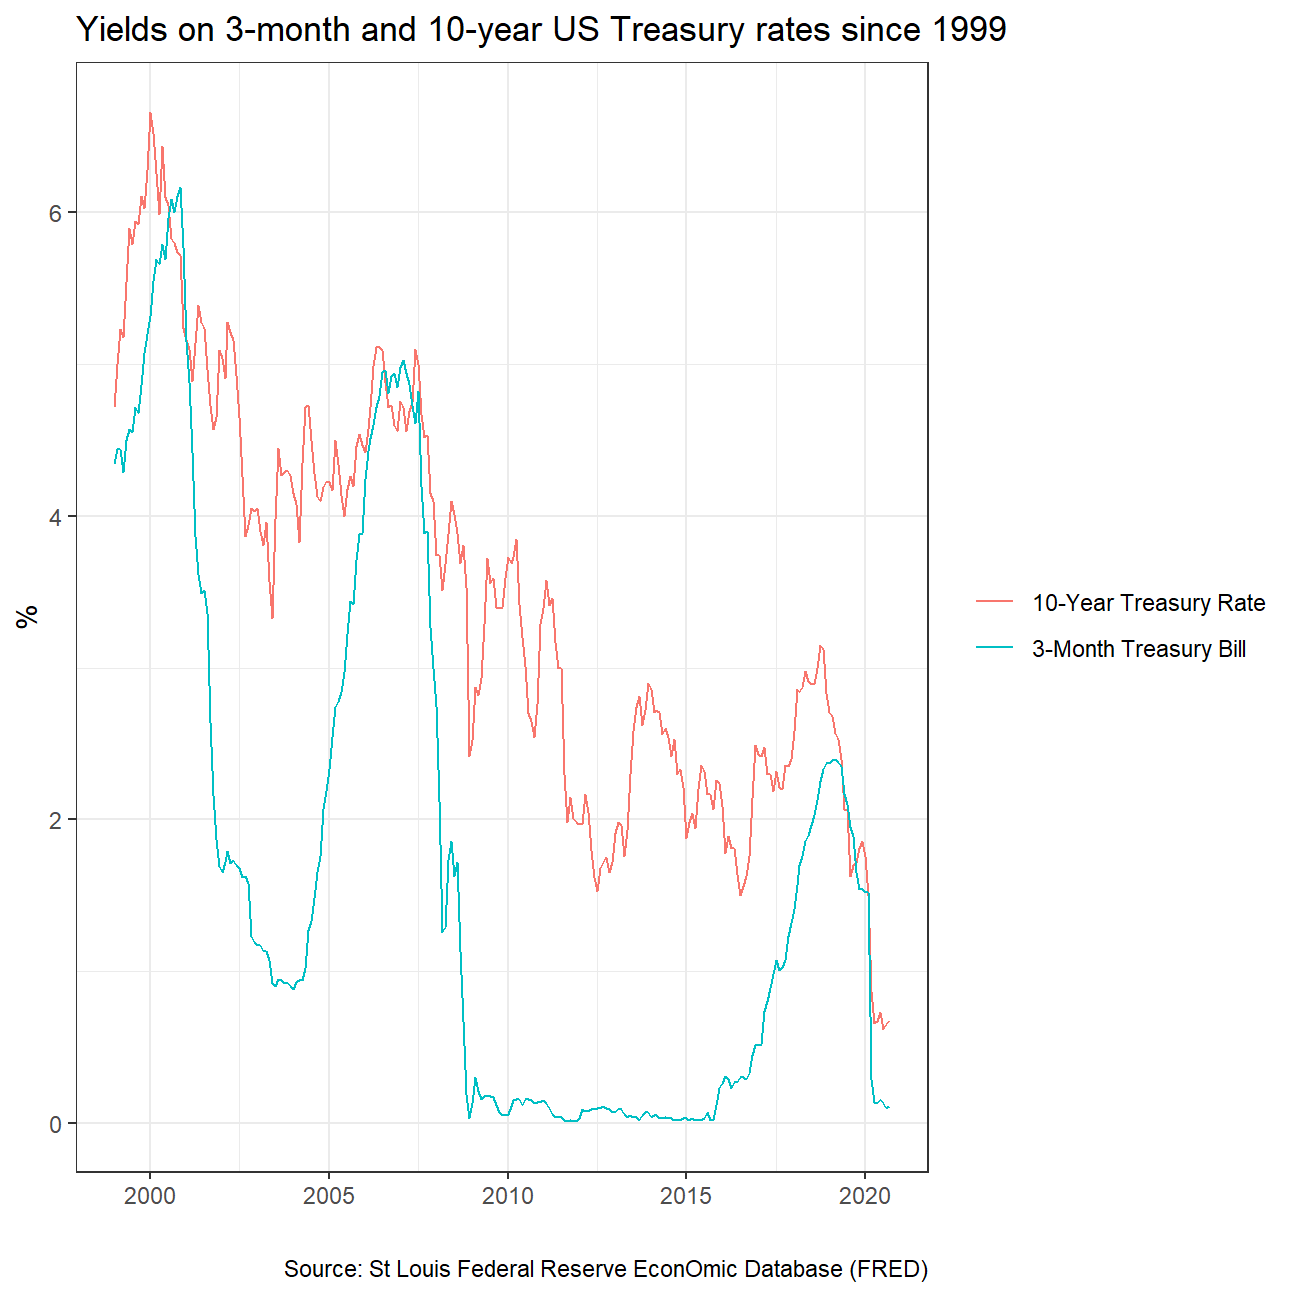 Yields on 3-month and 10-year US Treasury rates since 1999
6
4
2
0
%
2000 2005 2010 2015 2020
10-Year Treasury Rate
3-Month Treasury Bill
Source: St Louis Federal Reserve EconOmic Database (FRED)